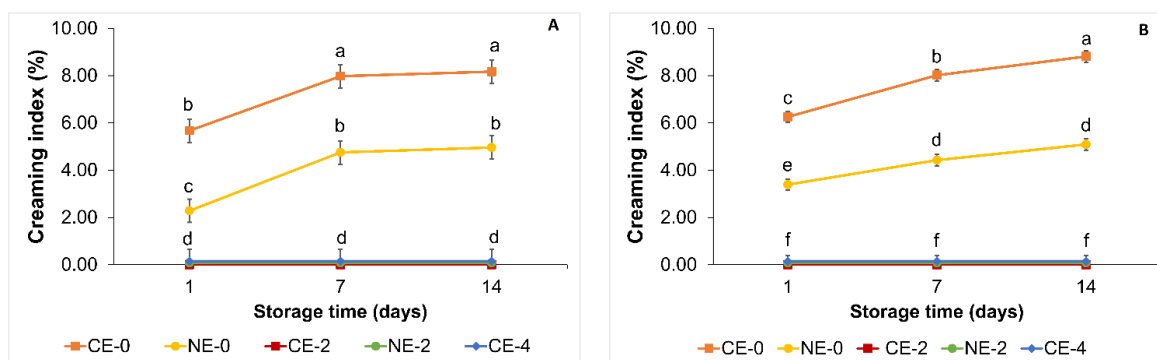 A
10.00
8.00
6.00
4.00
2.00
0.00
Creaming index (%)
b
a
a
c
b
b
d
d
d
1
7
14
Storage time (days)
CE-0 NE-0 CE-2 NE-2 CE-4
B
10.00
8.00
6.00
4.00
2.00
0.00
Creaming index (%)
c
b
a
e
d
d
f
f
f
1
7
14
Storage time (days)
CE-0 NE-0 CE-2 NE-2 CE-4